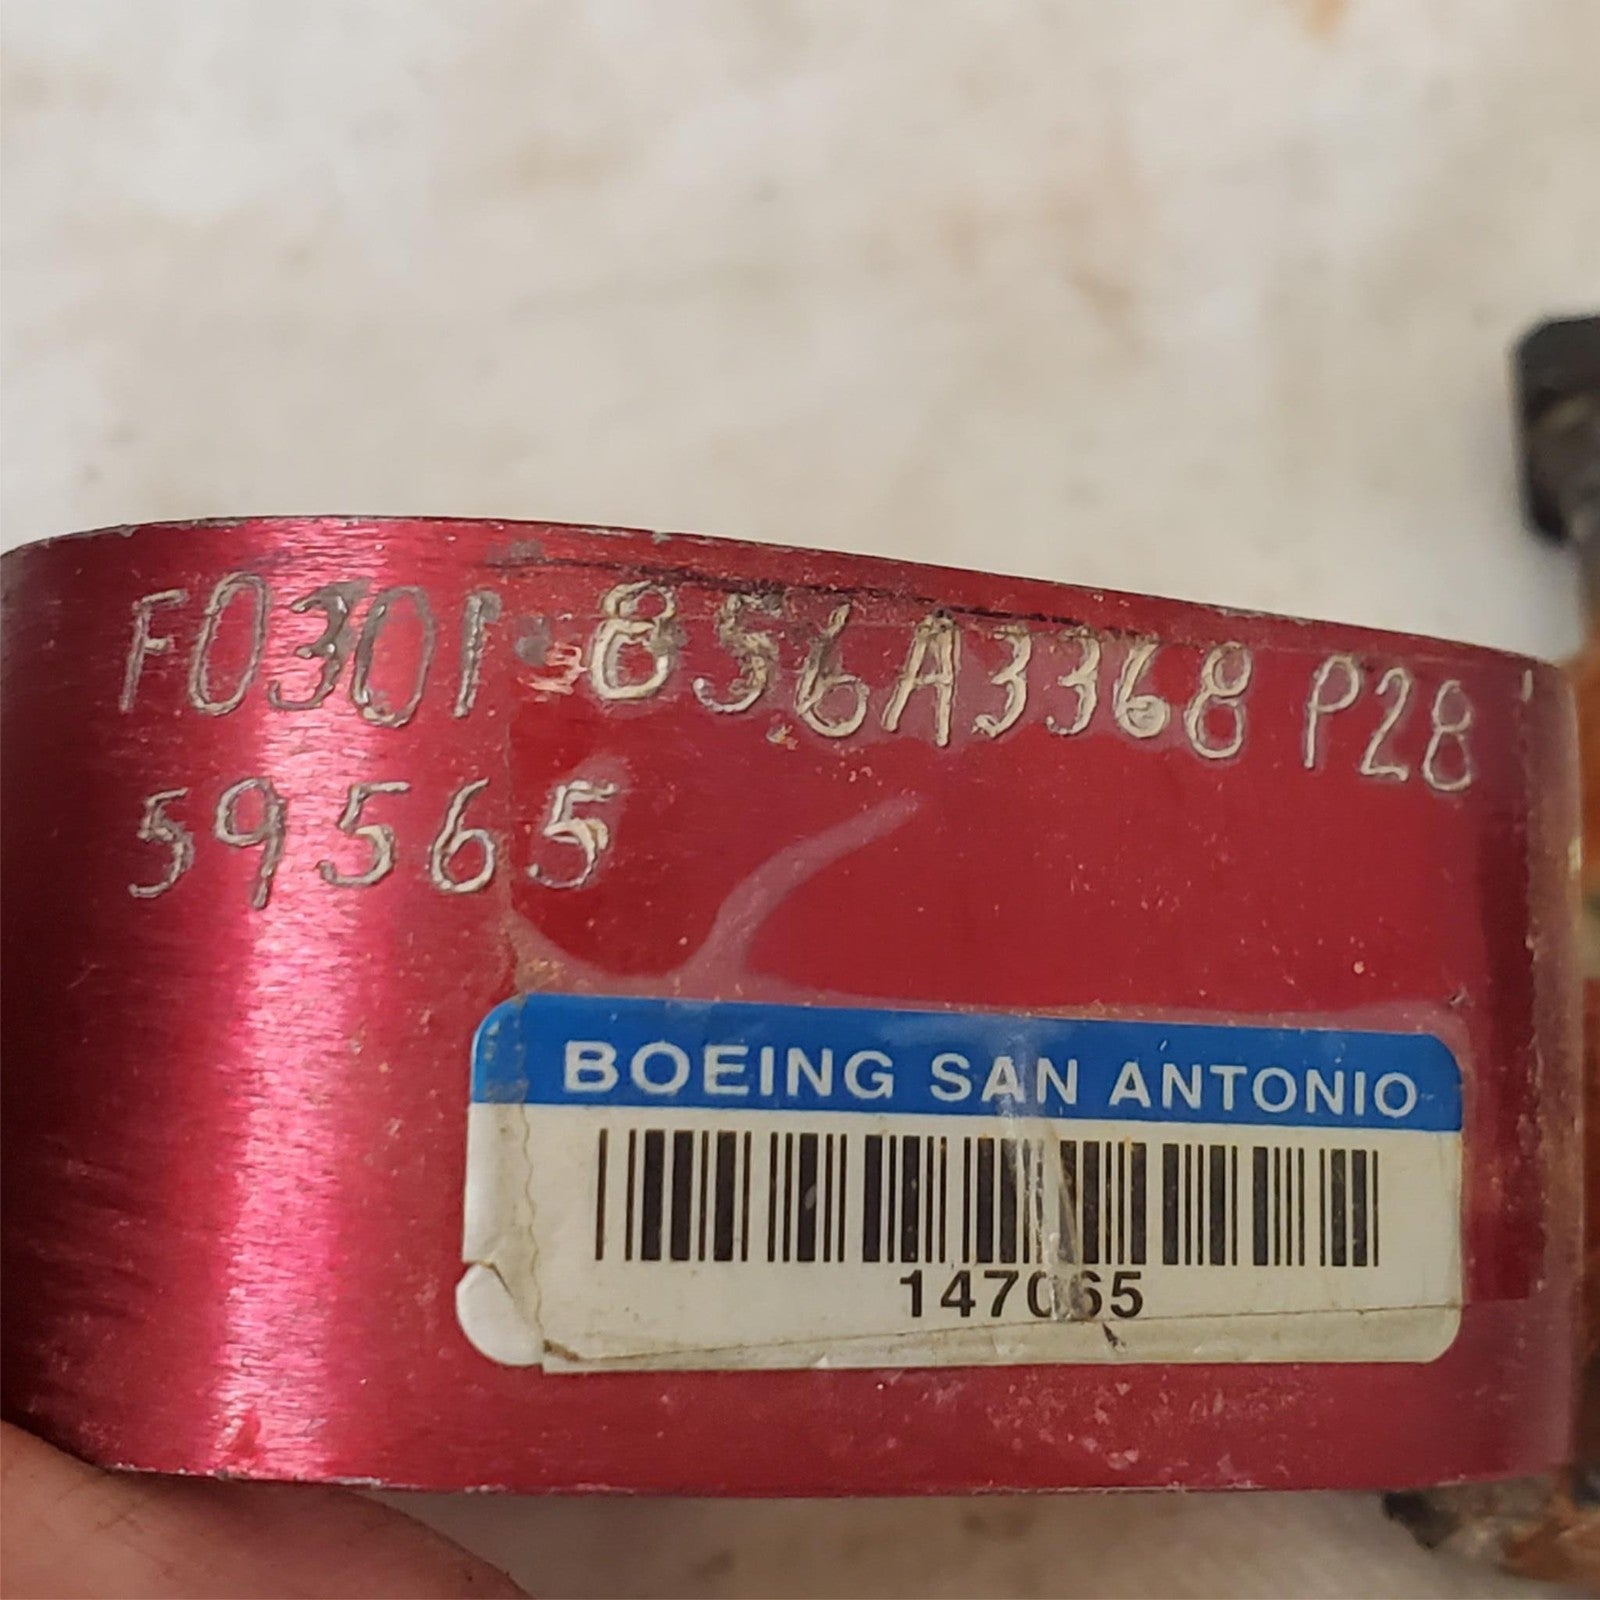 F0301-856A3368 P28
59565
BOEING SAN ANTONIO
147065